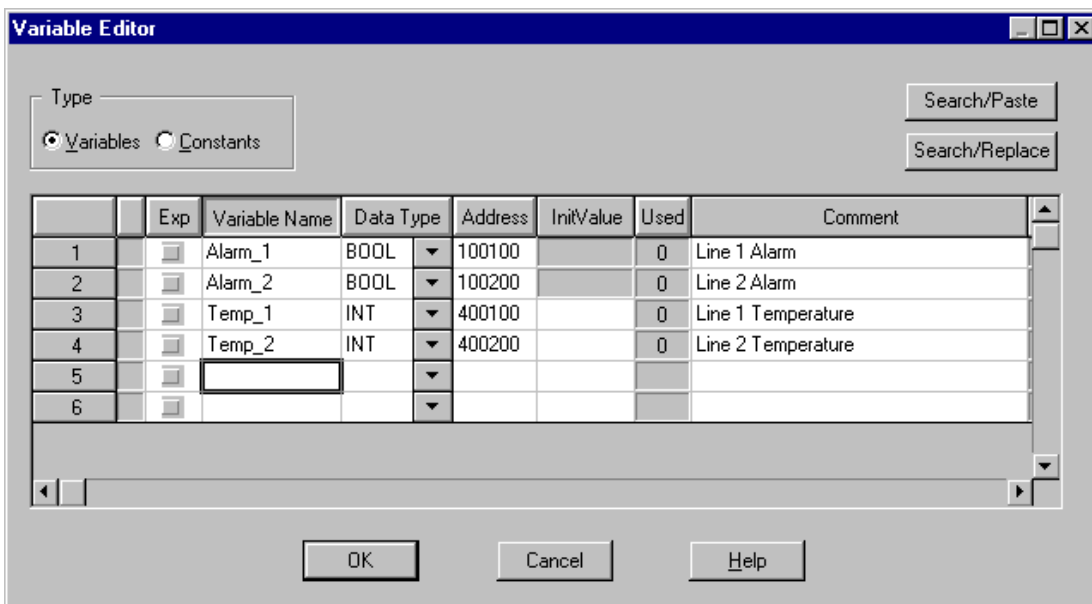 Variable Editor
Type
Variables Constants
Search/Paste
Search/Replace
Exp Variable Name Data Type Address InitValue Used Comment
1 Alarm_1 BOOL 100100 0 Line 1 Alarm
2 Alarm_2 BOOL 100200 0 Line 2 Alarm
3 Temp_1 INT 400100 0 Line 1 Temperature
4 Temp_2 INT 400200 0 Line 2 Temperature
5
6
OK Cancel Help